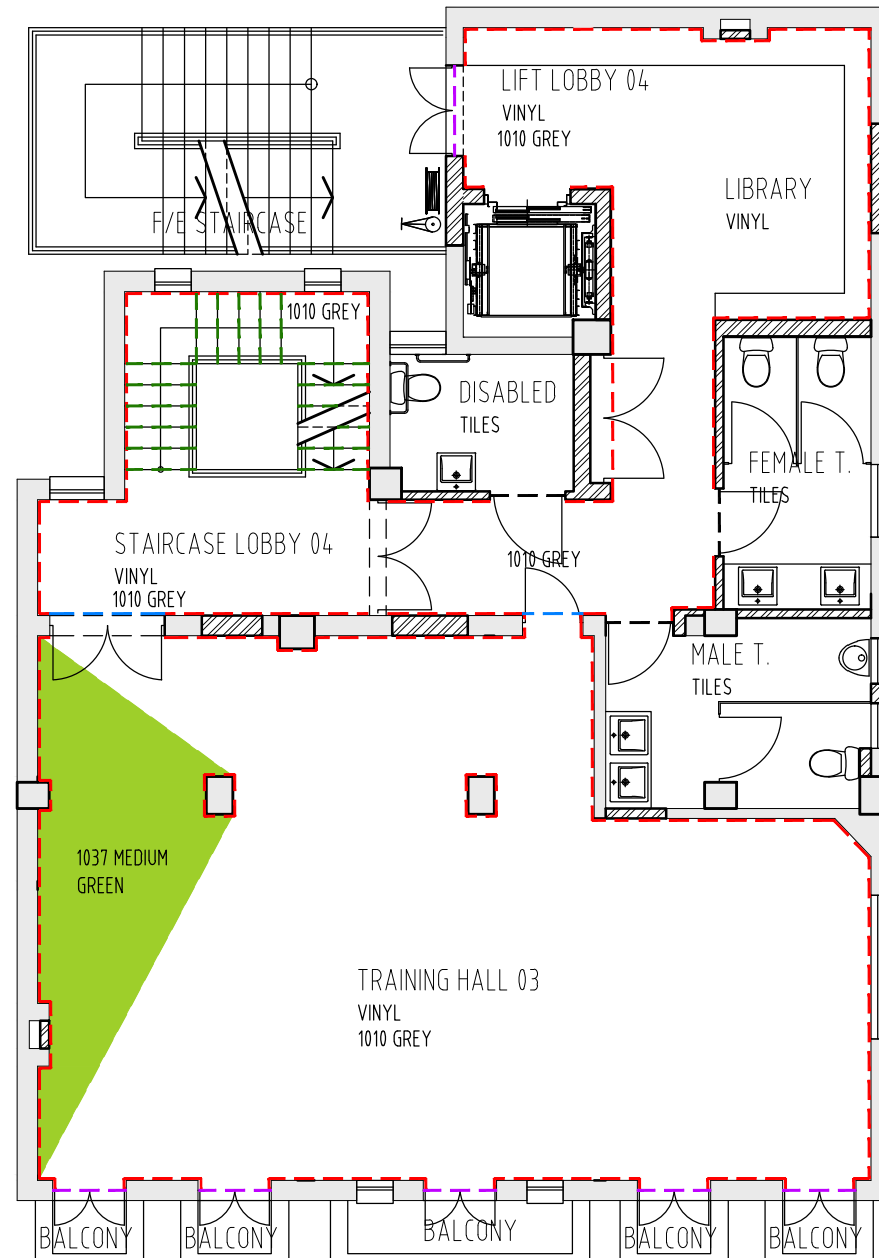 LIFT LOBBY 04
VINYL
1010 GREY
LIBRARY
VINYL
F/E STAIRCASE
1010 GREY
DISABLED
TILES
FEMALE T.
TILES
STAIRCASE LOBBY 04
VINYL
1010 GREY
1010 GREY
MALE T.
TILES
1037 MEDIUM
GREEN
TRAINING HALL 03
VINYL
1010 GREY
BALCONY
BALCONY
BALCONY
BALCONY
BALCONY